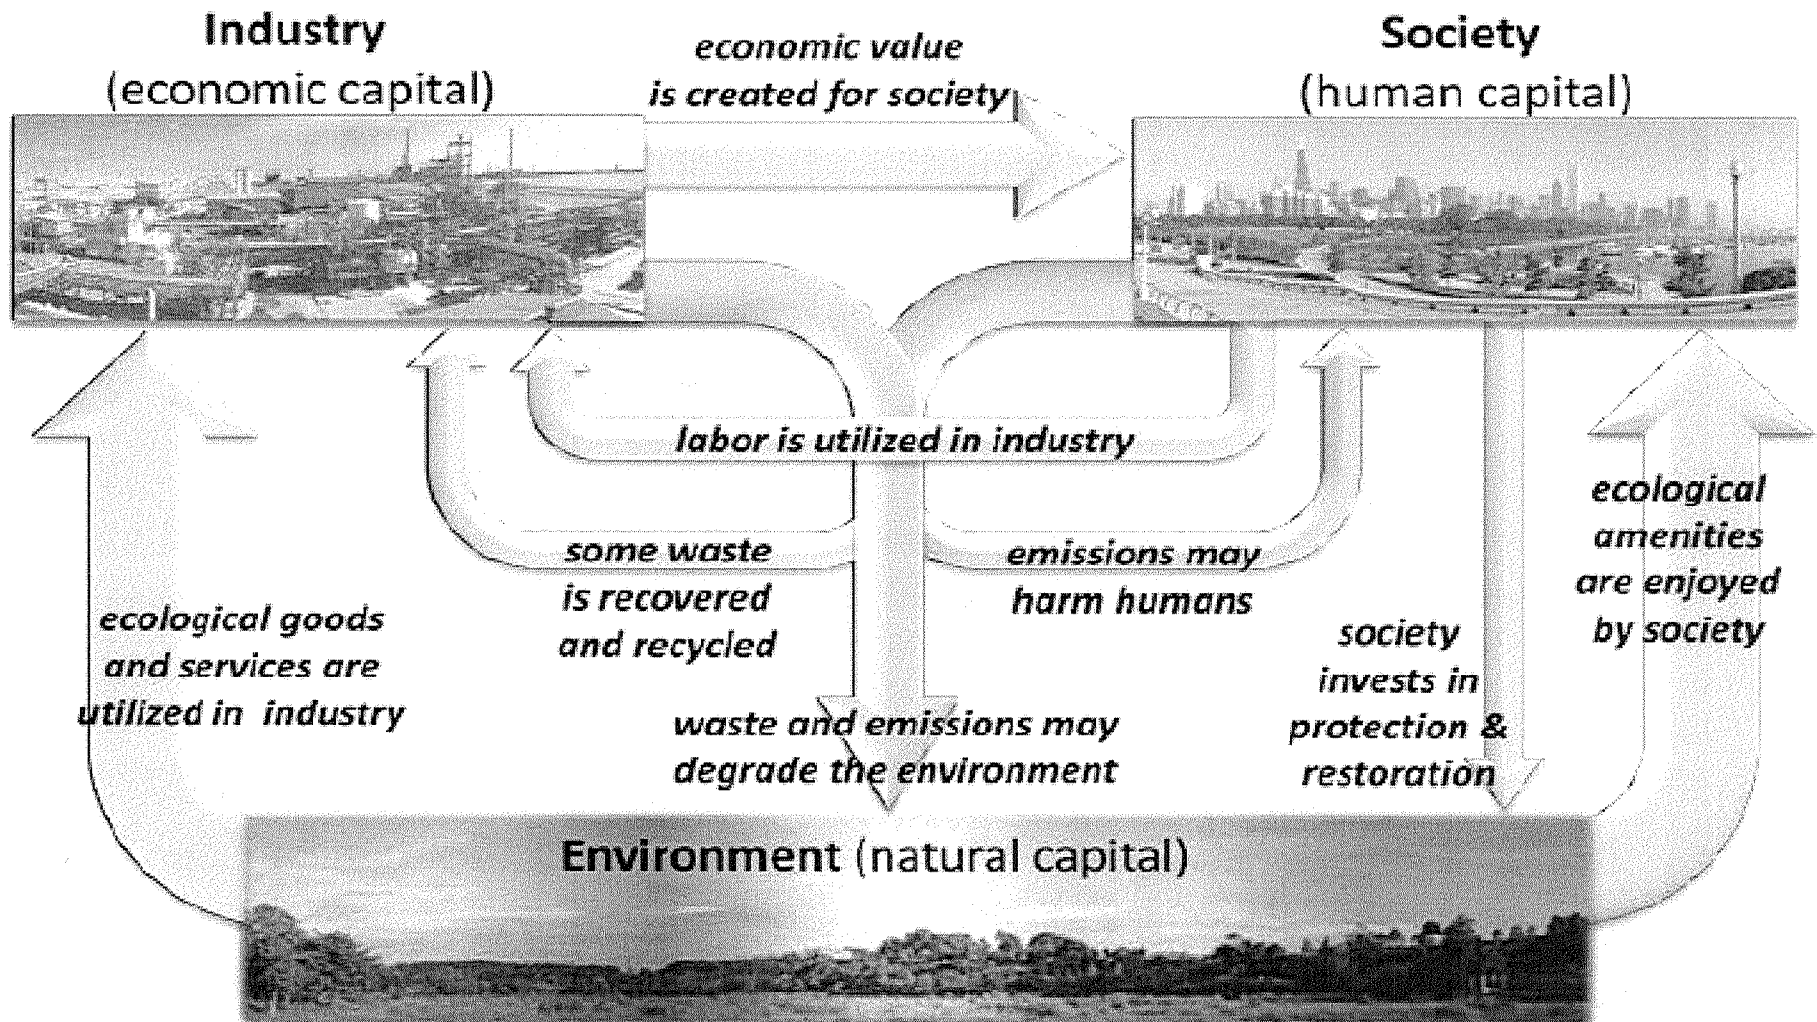 Industry
(economic capital)
economic value
is created for society
Society
(human capital)
labor is utilized in industry
some waste
is recovered
and recycled
emissions may
harm humans
ecological
amenities
are enjoyed
by society
ecological goods
and services are
utilized in industry
society
invests in
protection &
restoration
waste and emissions may
degrade the environment
Environment (natural capital)